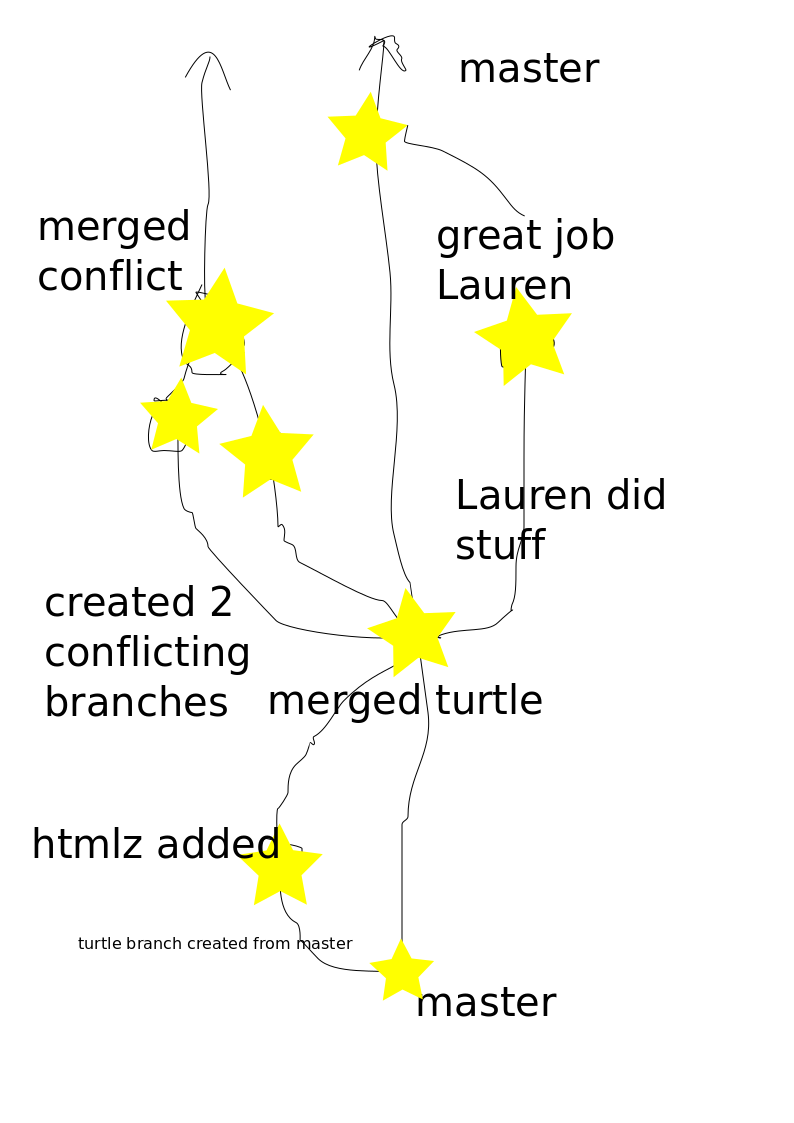 master
merged
conflict
great job
Lauren
Lauren did
stuff
created 2
conflicting
branches
merged turtle
htmlz added
turtle branch created from master
master